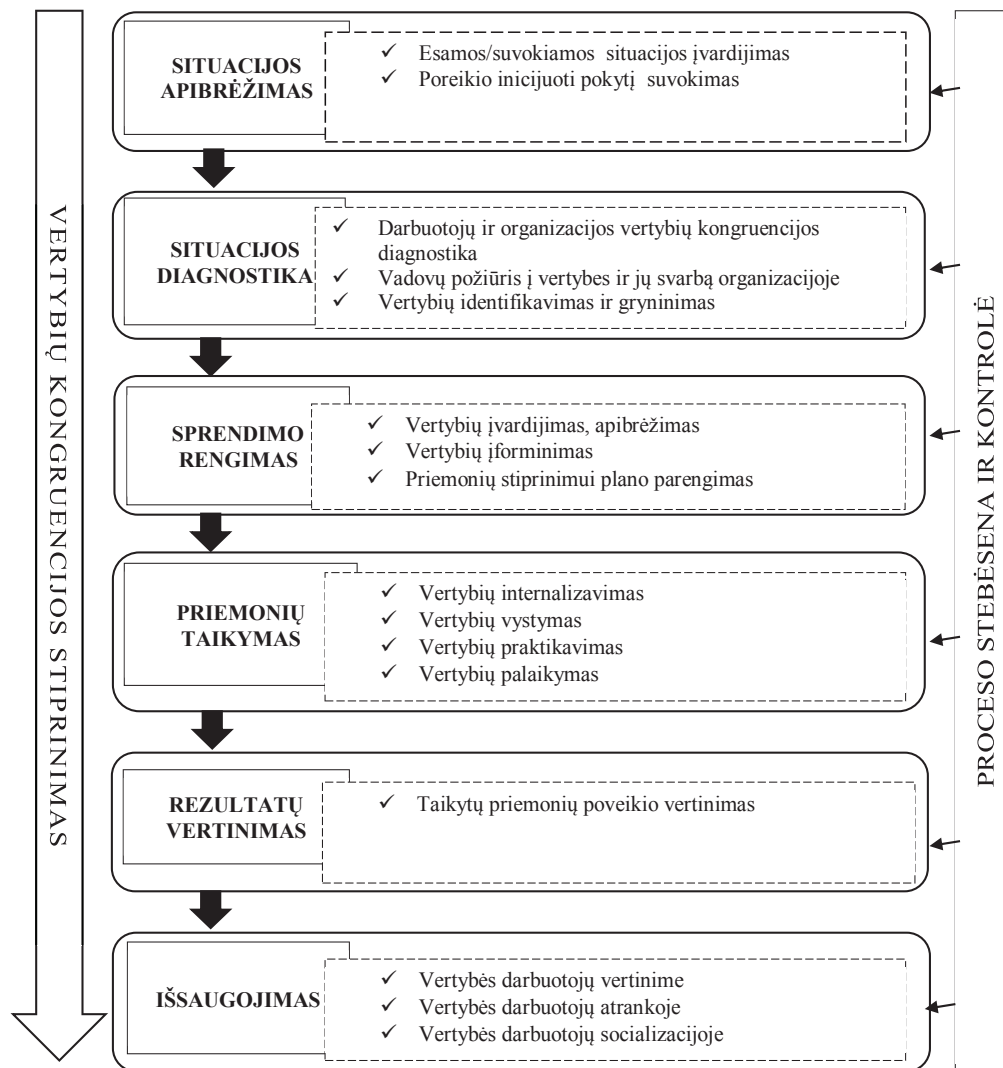 VERTYBIŲ KONGRUENCIJOS STIPRINIMAS
SITUACIJOS
APIBRĖŽIMAS
✓ Esamos/suvokiamos situacijos įvardijimas
✓ Poreikio inicijuoti pokytį suvokimas
SITUACIJOS
DIAGNOSTIKA
✓ Darbuotojų ir organizacijos vertybių kongruencijos
diagnostika
✓ Vadovų požiūris į vertybes ir jų svarbą organizacijoje
✓ Vertybių identifikavimas ir gryninimas
SPRENDIMO
RENGIMAS
✓ Vertybių įvardijimas, apibrėžimas
✓ Vertybių įforminimas
✓ Priemonių stiprinimui plano parengimas
PRIEMONIŲ
TAIKYMAS
✓ Vertybių internalizavimas
✓ Vertybių vystymas
✓ Vertybių praktikavimas
✓ Vertybių palaikymas
REZULTATŲ
VERTINIMAS
✓ Taikytų priemonių poveikio vertinimas
IŠSAUGOJIMAS
✓ Vertybės darbuotojų vertinime
✓ Vertybės darbuotojų atrankoje
✓ Vertybės darbuotojų socializacijoje
PROCESO STEBĖSENA IR KONTROLĖ